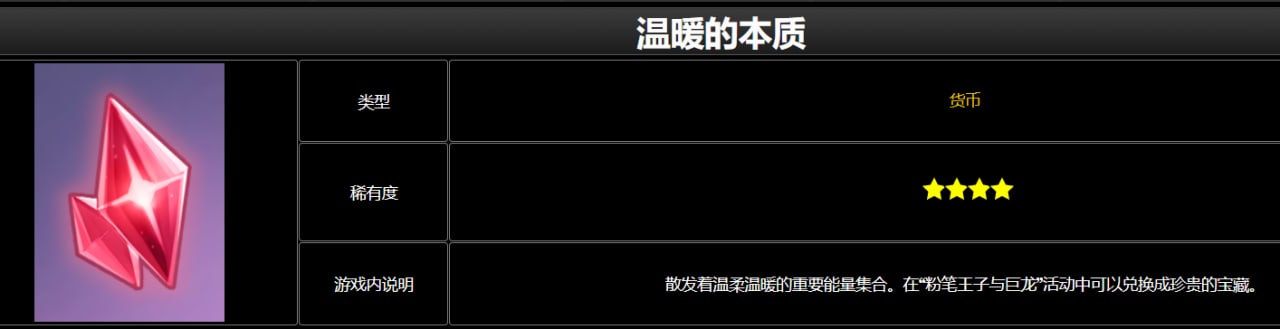 温暖的本质
类型
货币
稀有度
游戏内说明
散发着温柔温暖的重要能量集合。在“粉笔王子与巨龙”活动中可以兑换成珍贵的宝藏。